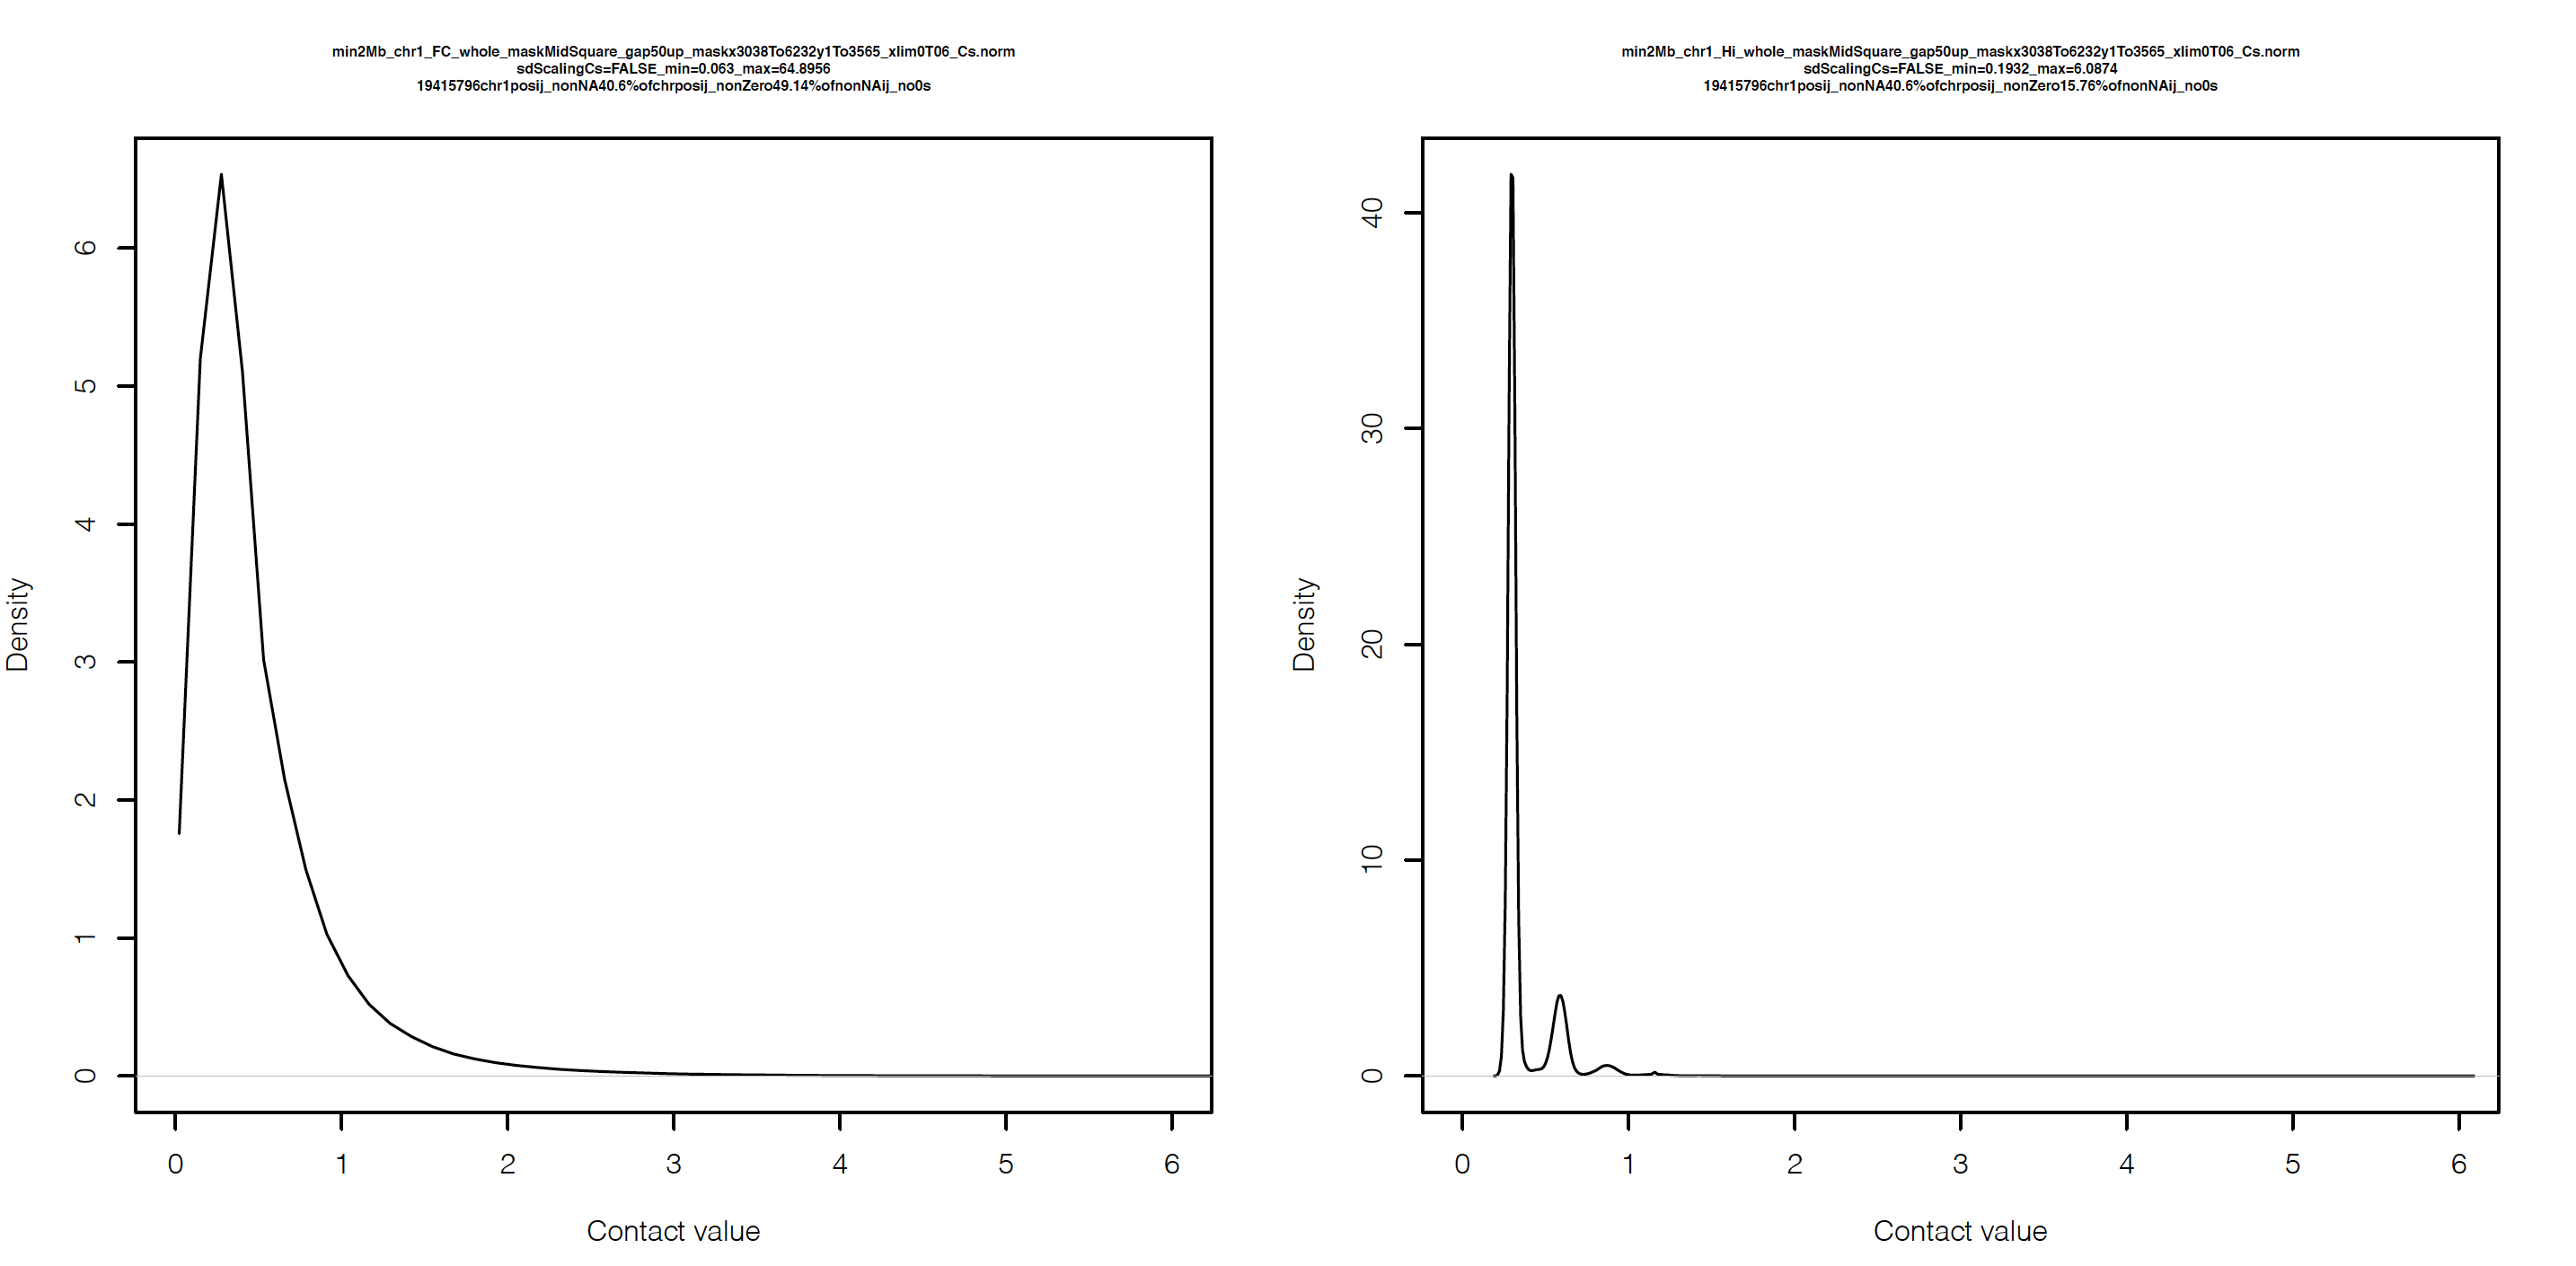 min2Mb_chr1_FC_whole_maskMidSquare_gap50up_maskx3038To6232y1To3565_xlim0T06_Cs.norm
sdScalingCs=FALSE_min=0.063_max=64.8956
19415796chr1posij_nonNA40.6%ofchrposij_nonZero49.14%ofnonNAij_no0s
Density
6
5
4
3
2
1
0
0 1 2 3 4 5 6
Contact value
min2Mb_chr1_Hi_whole_maskMidSquare_gap50up_maskx3038To6232y1To3565_xlim0T06_Cs.norm
sdScalingCs=FALSE_min=0.1932_max=6.0874
19415796chr1posij_nonNA40.6%ofchrposij_nonZero15.76%ofnonNAij_no0s
Density
40
30
20
10
0
0 1 2 3 4 5 6
Contact value